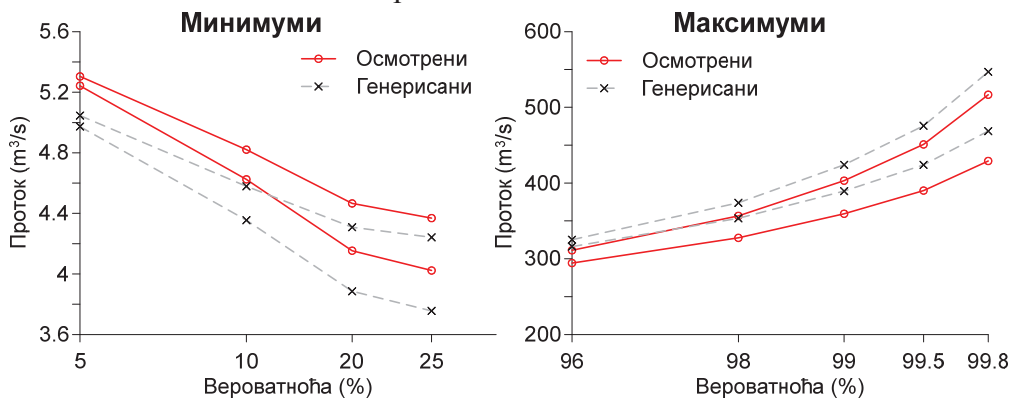 Минимуми
5.6
5.2
4.8
4.4
4
3.6
Проток (m³/s)
Осмотрени
Генерисани
5 10 20 25
Вероватноћа (%)
Максимуми
600
500
400
300
200
Проток (m³/s)
Осмотрени
Генерисани
96 98 99 99.5 99.8
Вероватноћа (%)